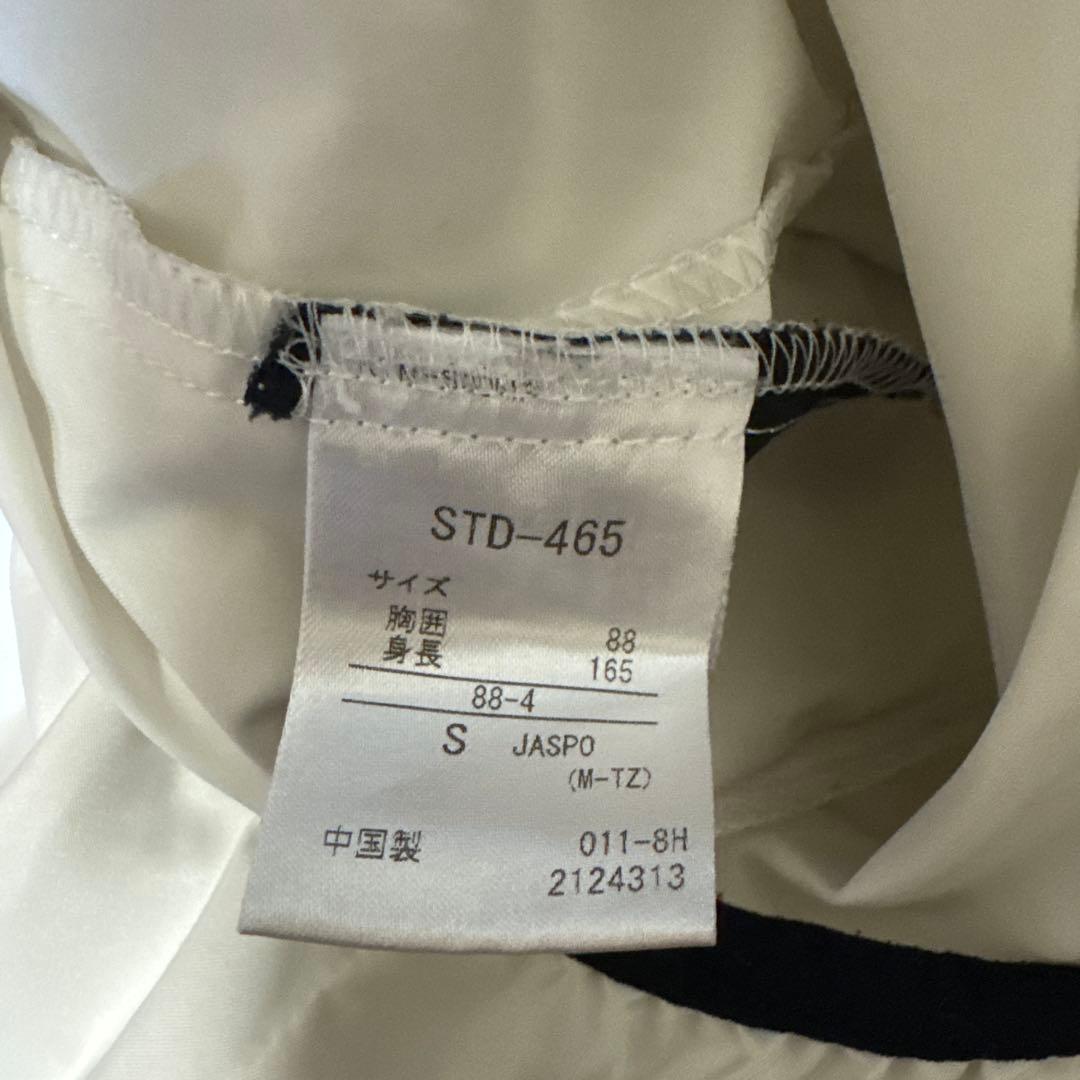 STD-465
サイズ
胸囲 88
身長 165
88-4
S JASPO
(M-TZ)
中国製 011-8H
2124313